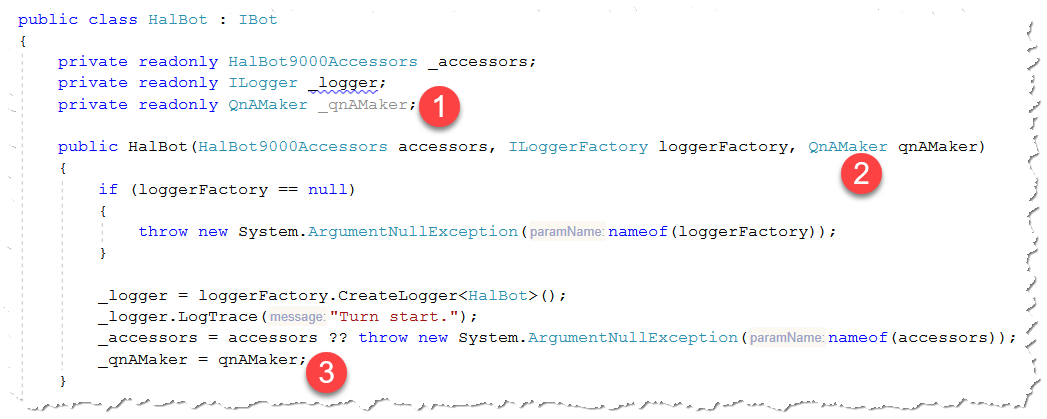 public class HalBot : IBot
{
    private readonly HalBot9000Accessors _accessors;
    private readonly ILogger _logger;
    private readonly QnAMaker _qnAMaker; 1
    public HalBot(HalBot9000Accessors accessors, ILoggerFactory loggerFactory, QnAMaker qnAMaker)
    { 2
        if (loggerFactory == null)
        {
            throw new System.ArgumentNullException(paramName: nameof(loggerFactory));
        }
        _logger = loggerFactory.CreateLogger<HalBot>();
        _logger.LogTrace(message: "Turn start.");
        _accessors = accessors ?? throw new System.ArgumentNullException(paramName: nameof(accessors));
        _qnAMaker = qnAMaker; 3
    }